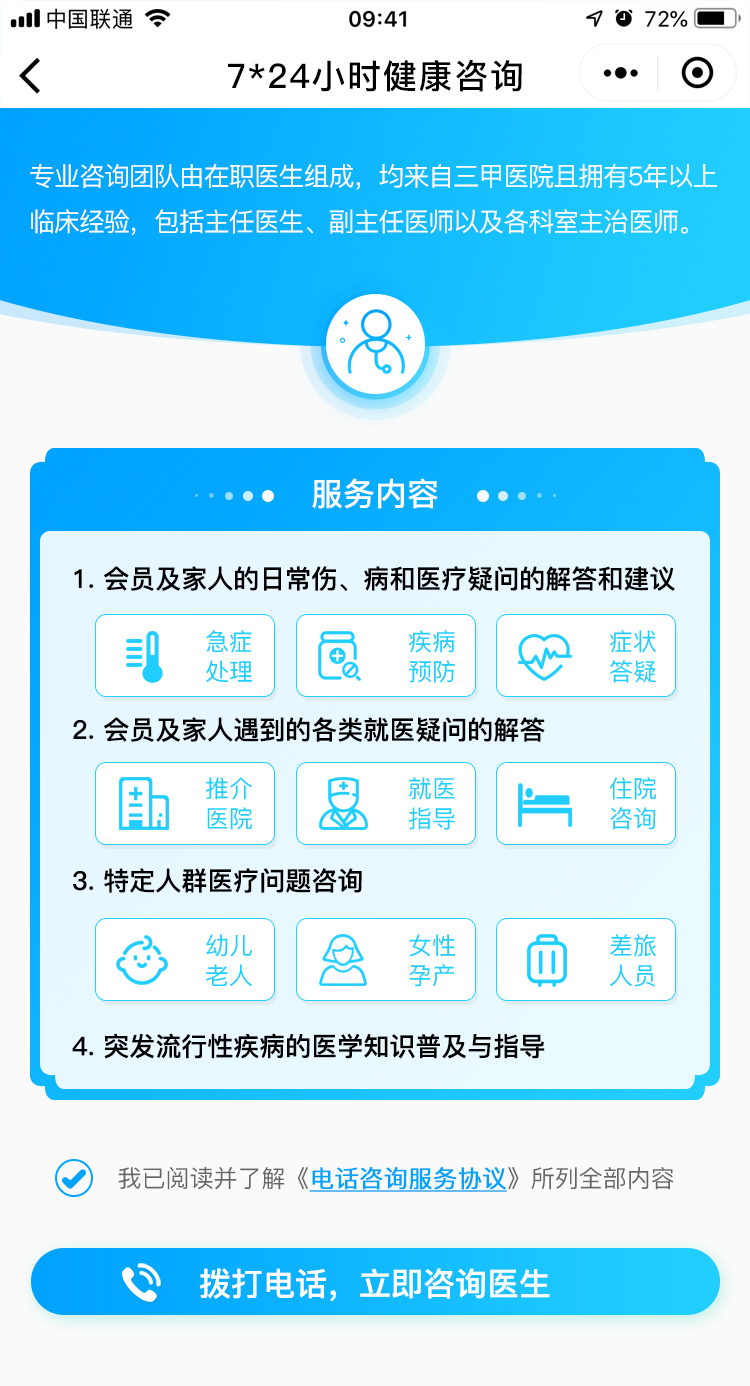 中国联通 09:41 72%
7*24小时健康咨询
专业咨询团队由在职医生组成，均来自三甲医院且拥有5年以上
临床经验，包括主任医生、副主任医师以及各科室主治医师。
服务内容
1. 会员及家人的日常伤、病和医疗疑问的解答和建议
急症
处理
疾病
预防
症状
答疑
2. 会员及家人遇到的各类就医疑问的解答
推介
医院
就医
指导
住院
咨询
3. 特定人群医疗问题咨询
幼儿
老人
女性
孕产
差旅
人员
4. 突发流行性疾病的医学知识普及与指导
我已阅读并了解《电话咨询服务协议》所列全部内容
拨打电话，立即咨询医生